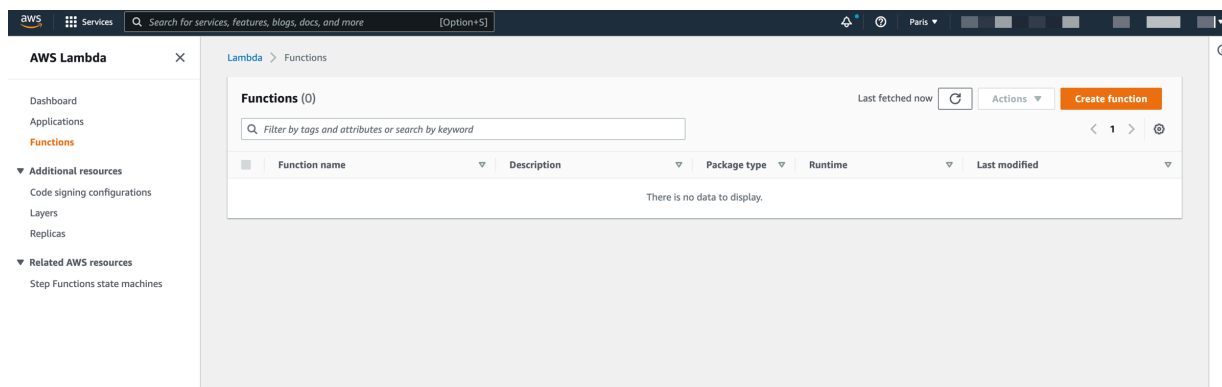 aws Services Search for services, features, blogs, docs, and more [Option+S] Paris
AWS Lambda
Lambda > Functions
Dashboard
Applications
Functions
Additional resources
Code signing configurations
Layers
Replicas
Related AWS resources
Step Functions state machines
Functions (0) Last fetched now Actions Create function
Filter by tags and attributes or search by keyword 1
Function name Description Package type Runtime Last modified
There is no data to display.